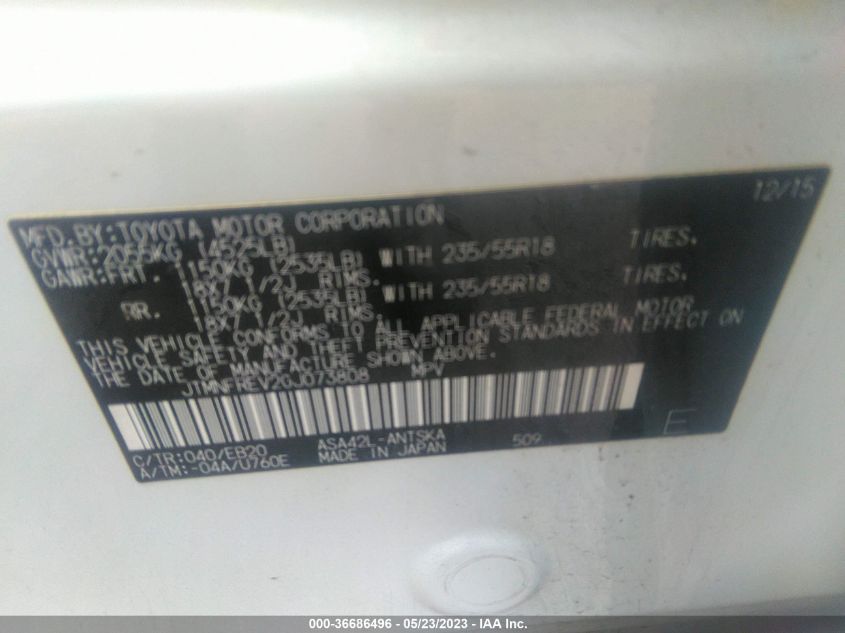 12/15
MFD.BY:TOYOTA MOTOR CORPORATION
GVWR:2055KG (4525LB)
GAWR:FRT. 1150KG (2535LB) WITH 235/55R18 TIRES.
18X7 1/2J RIMS.
RR. 1150KG (2535LB) WITH 235/55R18 TIRES.
18X7 1/2J RIMS.
THIS VEHICLE CONFORMS TO ALL APPLICABLE FEDERAL MOTOR
VEHICLE SAFETY AND THEFT PREVENTION STANDARDS IN EFFECT ON
THE DATE OF MANUFACTURE SHOWN ABOVE.
JTMNFREV20J073808 MPV
C/TR:040/EB20 ASA42L-ANTSKA 509 E
A/TM:-04A/U760E MADE IN JAPAN
000-36686496 - 05/23/2023 - IAA Inc.